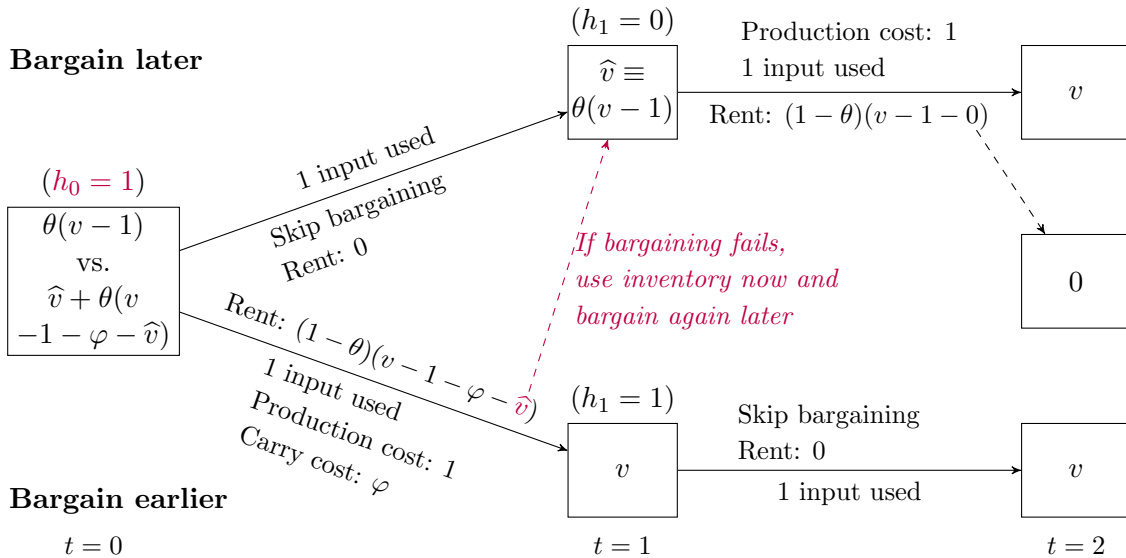 Bargain later
(h₁ = 0)
v̂ ≡
θ(v − 1)
Production cost: 1
1 input used
Rent: (1 − θ)(v − 1 − 0)
v
(h₀ = 1)
θ(v − 1)
vs.
v̂ + θ(v
−1 − φ − v̂)
1 input used
Skip bargaining
Rent: 0
If bargaining fails,
use inventory now and
bargain again later
0
Rent: (1 − θ)(v − 1 − φ − v̂)
1 input used
Production cost: 1
Carry cost: φ
(h₁ = 1)
v
Skip bargaining
Rent: 0
1 input used
v
Bargain earlier
t = 0
t = 1
t = 2